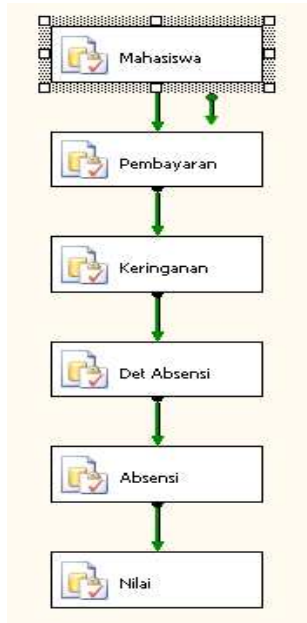 Mahasiswa
Pembayaran
Keringanan
Det Absensi
Absensi
Nilai